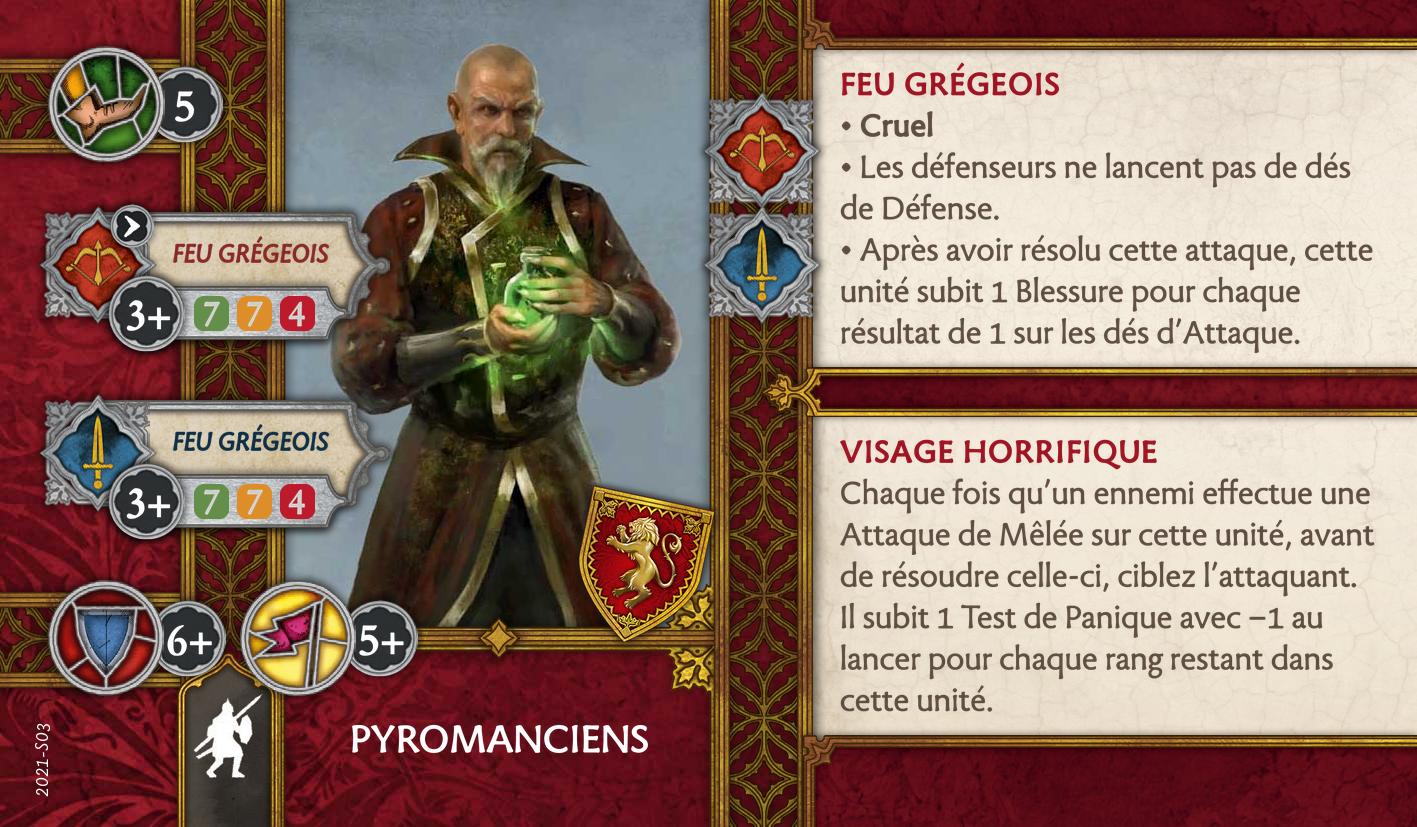 5
FEU GRÉGEOIS
3+ 7 7 4
FEU GRÉGEOIS
3+ 7 7 4
6+ 5+
PYROMANCIENS
2021-S03
FEU GRÉGEOIS
• Cruel
• Les défenseurs ne lancent pas de dés
de Défense.
• Après avoir résolu cette attaque, cette
unité subit 1 Blessure pour chaque
résultat de 1 sur les dés d’Attaque.
VISAGE HORRIFIQUE
Chaque fois qu’un ennemi effectue une
Attaque de Mêlée sur cette unité, avant
de résoudre celle-ci, ciblez l’attaquant.
Il subit 1 Test de Panique avec –1 au
lancer pour chaque rang restant dans
cette unité.